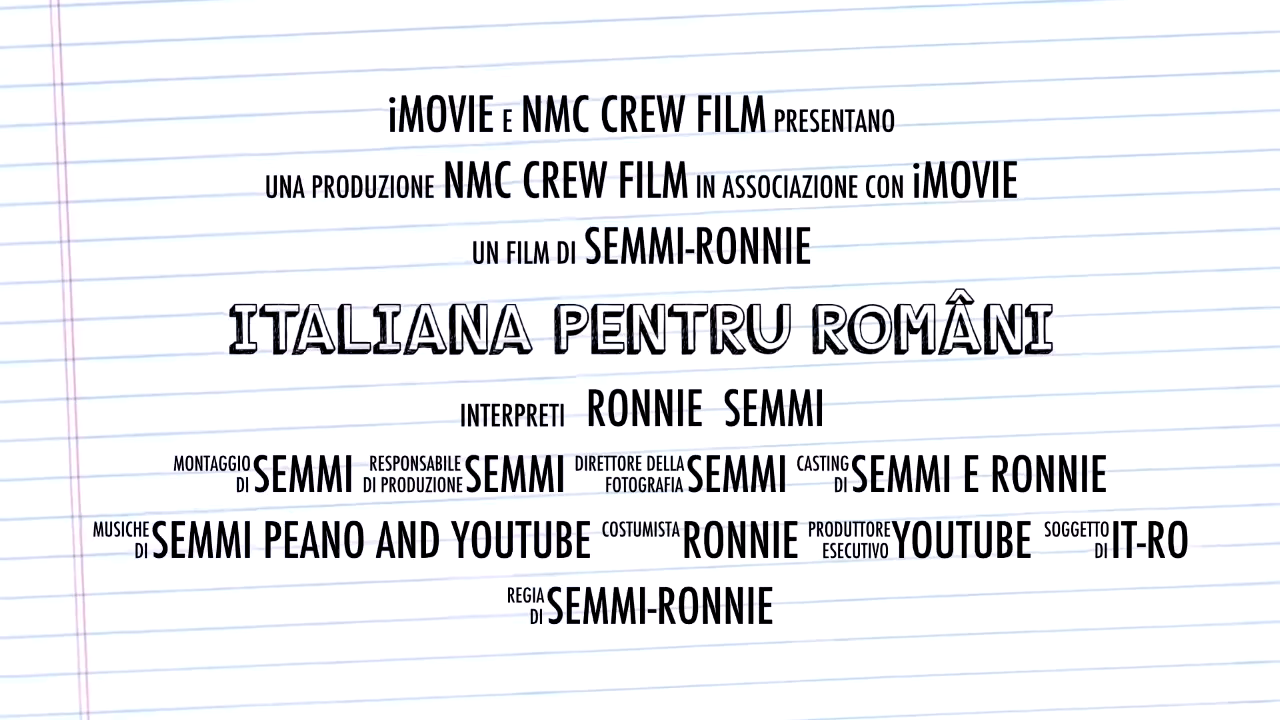 iMOVIE E NMC CREW FILM PRESENTANO
UNA PRODUZIONE NMC CREW FILM IN ASSOCIAZIONE CON iMOVIE
UN FILM DI SEMMI-RONNIE
ITALIANA PENTRU ROMÂNI
INTERPRETI RONNIE SEMMI
MONTAGGIO DI SEMMI RESPONSABILE DI PRODUZIONE SEMMI DIRETTORE DELLA FOTOGRAFIA SEMMI CASTING DI SEMMI E RONNIE
MUSICHE DI SEMMI PEANO AND YOUTUBE COSTUMISTA RONNIE PRODUTTORE ESECUTIVO YOUTUBE SOGGETTO DI IT-RO
REGIA DI SEMMI-RONNIE